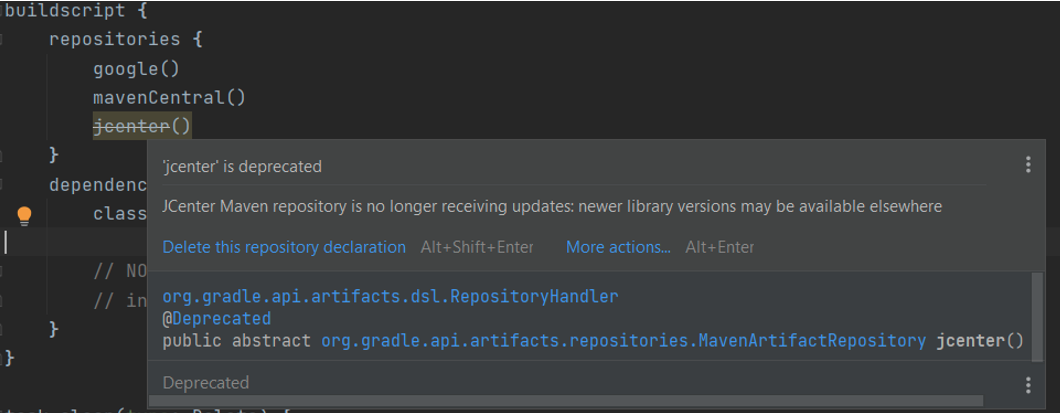 buildscript {
repositories {
google()
mavenCentral()
jcenter()
}
'jcenter' is deprecated
JCenter Maven repository is no longer receiving updates: newer library versions may be available elsewhere
Delete this repository declaration Alt+Shift+Enter More actions... Alt+Enter
org.gradle.api.artifacts.dsl.RepositoryHandler
@Deprecated
public abstract org.gradle.api.artifacts.repositories.MavenArtifactRepository jcenter()
Deprecated
dependenc
class
// NO
// in
}
}